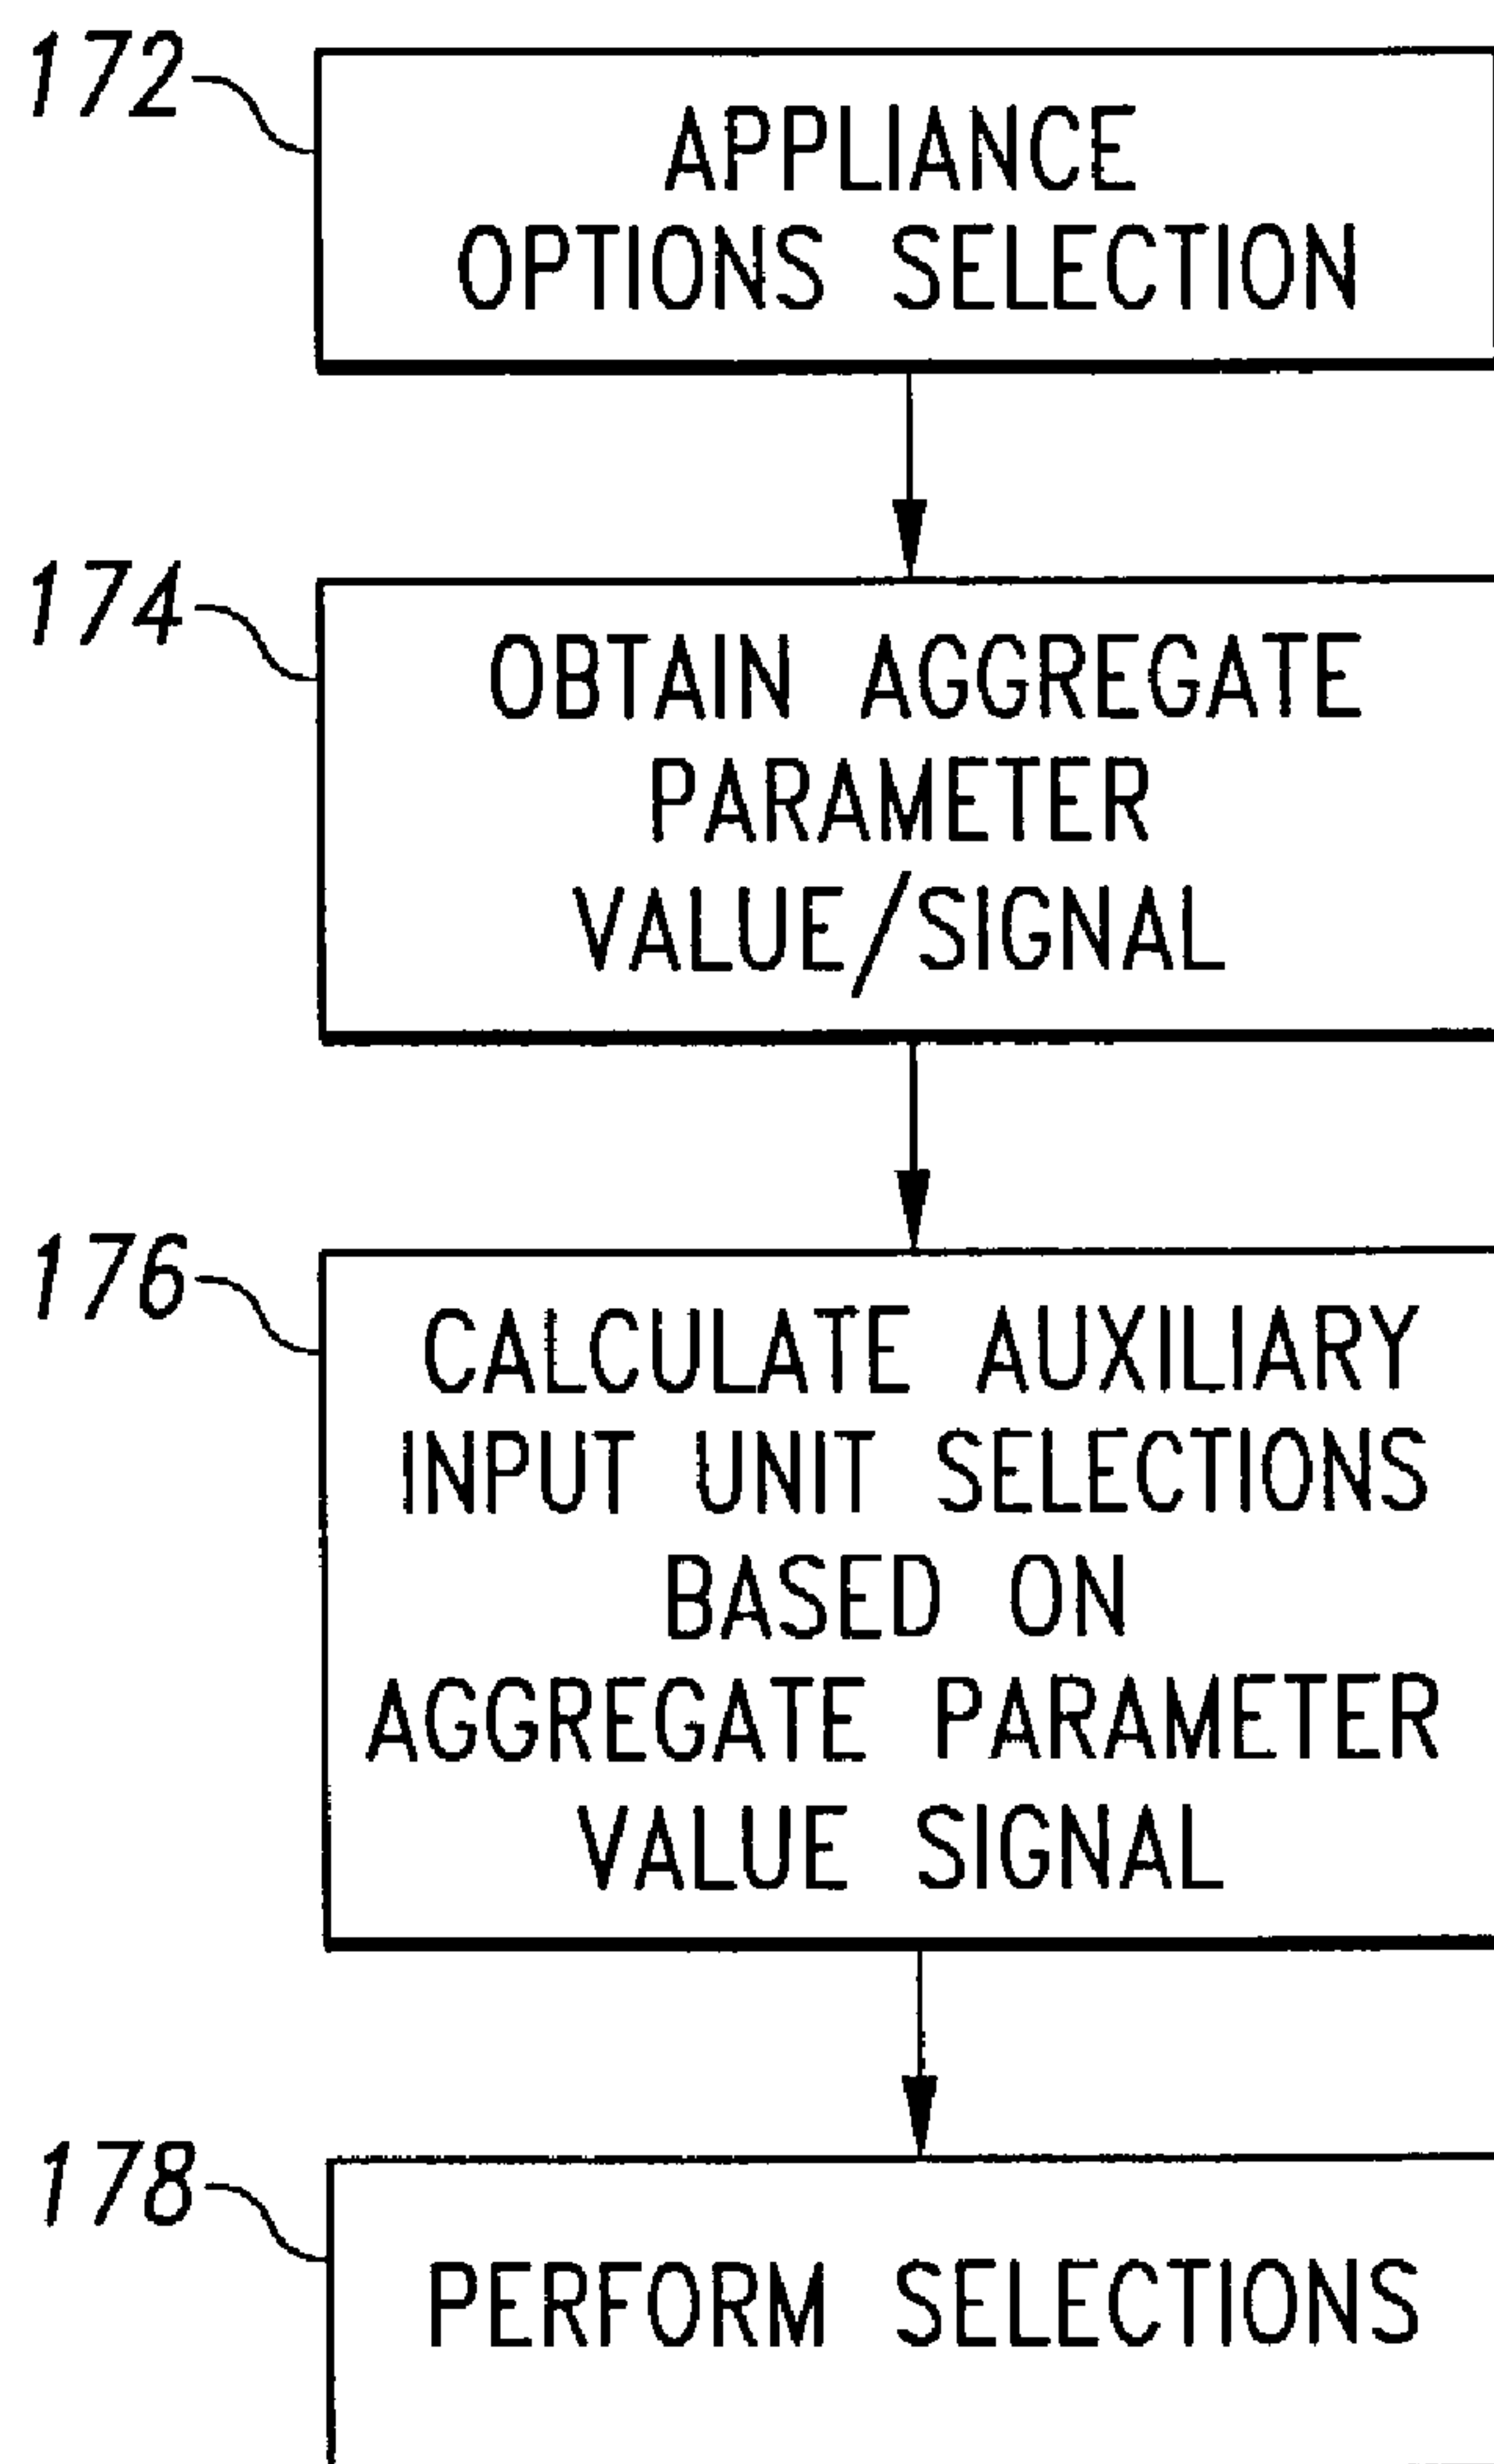 172
APPLIANCE
OPTIONS SELECTION
174
OBTAIN AGGREGATE
PARAMETER
VALUE/SIGNAL
176
CALCULATE AUXILIARY
INPUT UNIT SELECTIONS
BASED ON
AGGREGATE PARAMETER
VALUE SIGNAL
178
PERFORM SELECTIONS